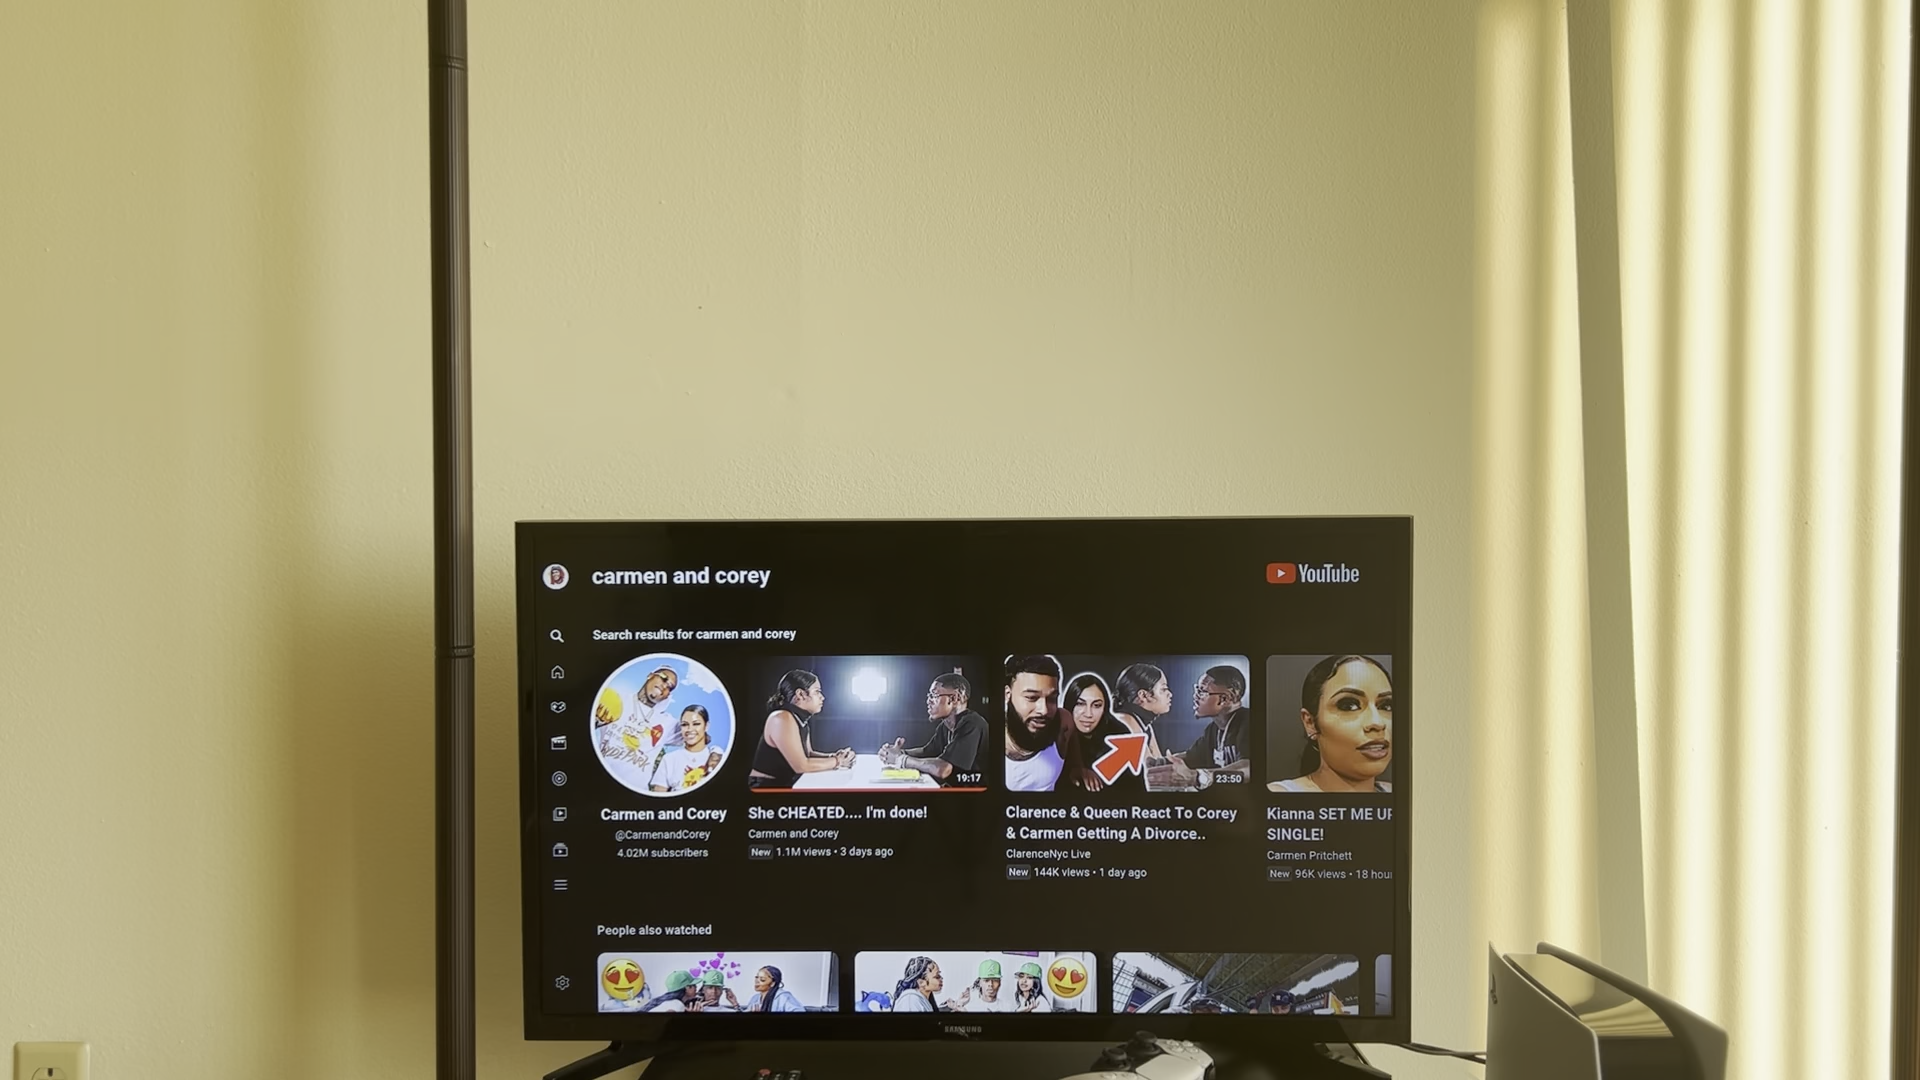 carmen and corey
YouTube
Search results for carmen and corey
19:17
23:50
Carmen and Corey
@CarmenandCorey
4.02M subscribers
She CHEATED.... I'm done!
Carmen and Corey
New 1.1M views • 3 days ago
Clarence & Queen React To Corey
& Carmen Getting A Divorce..
ClarenceNyc Live
New 144K views • 1 day ago
Kianna SET ME UP
SINGLE!
Carmen Pritchett
New 96K views • 18 hou
People also watched
SAMSUNG